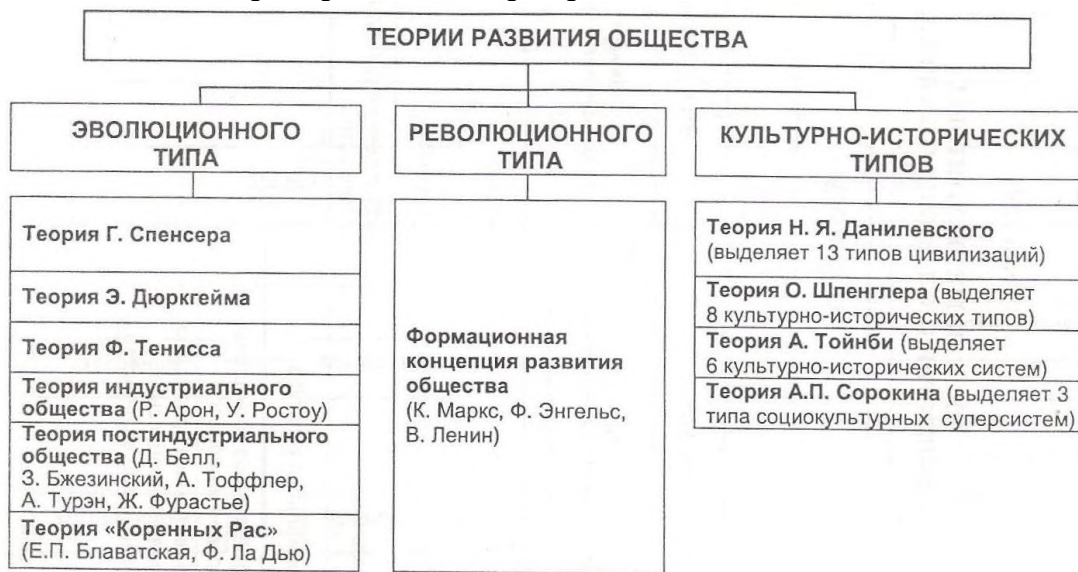 ТЕОРИИ РАЗВИТИЯ ОБЩЕСТВА
ЭВОЛЮЦИОННОГО
ТИПА
РЕВОЛЮЦИОННОГО
ТИПА
КУЛЬТУРНО-ИСТОРИЧЕСКИХ
ТИПОВ
Теория Г. Спенсера
Теория Э. Дюркгейма
Теория Ф. Тенисса
Теория индустриального
общества (Р. Арон, У. Ростоу)
Теория постиндустриального
общества (Д. Белл,
З. Бжезинский, А. Тоффлер,
А. Турэн, Ж. Фурастье)
Теория «Коренных Рас»
(Е.П. Блаватская, Ф. Ла Дью)
Формационная
концепция развития
общества
(К. Маркс, Ф. Энгельс,
В. Ленин)
Теория Н. Я. Данилевского
(выделяет 13 типов цивилизаций)
Теория О. Шпенглера (выделяет
8 культурно-исторических типов)
Теория А. Тойнби (выделяет
6 культурно-исторических систем)
Теория А.П. Сорокина (выделяет 3
типа социокультурных суперсистем)